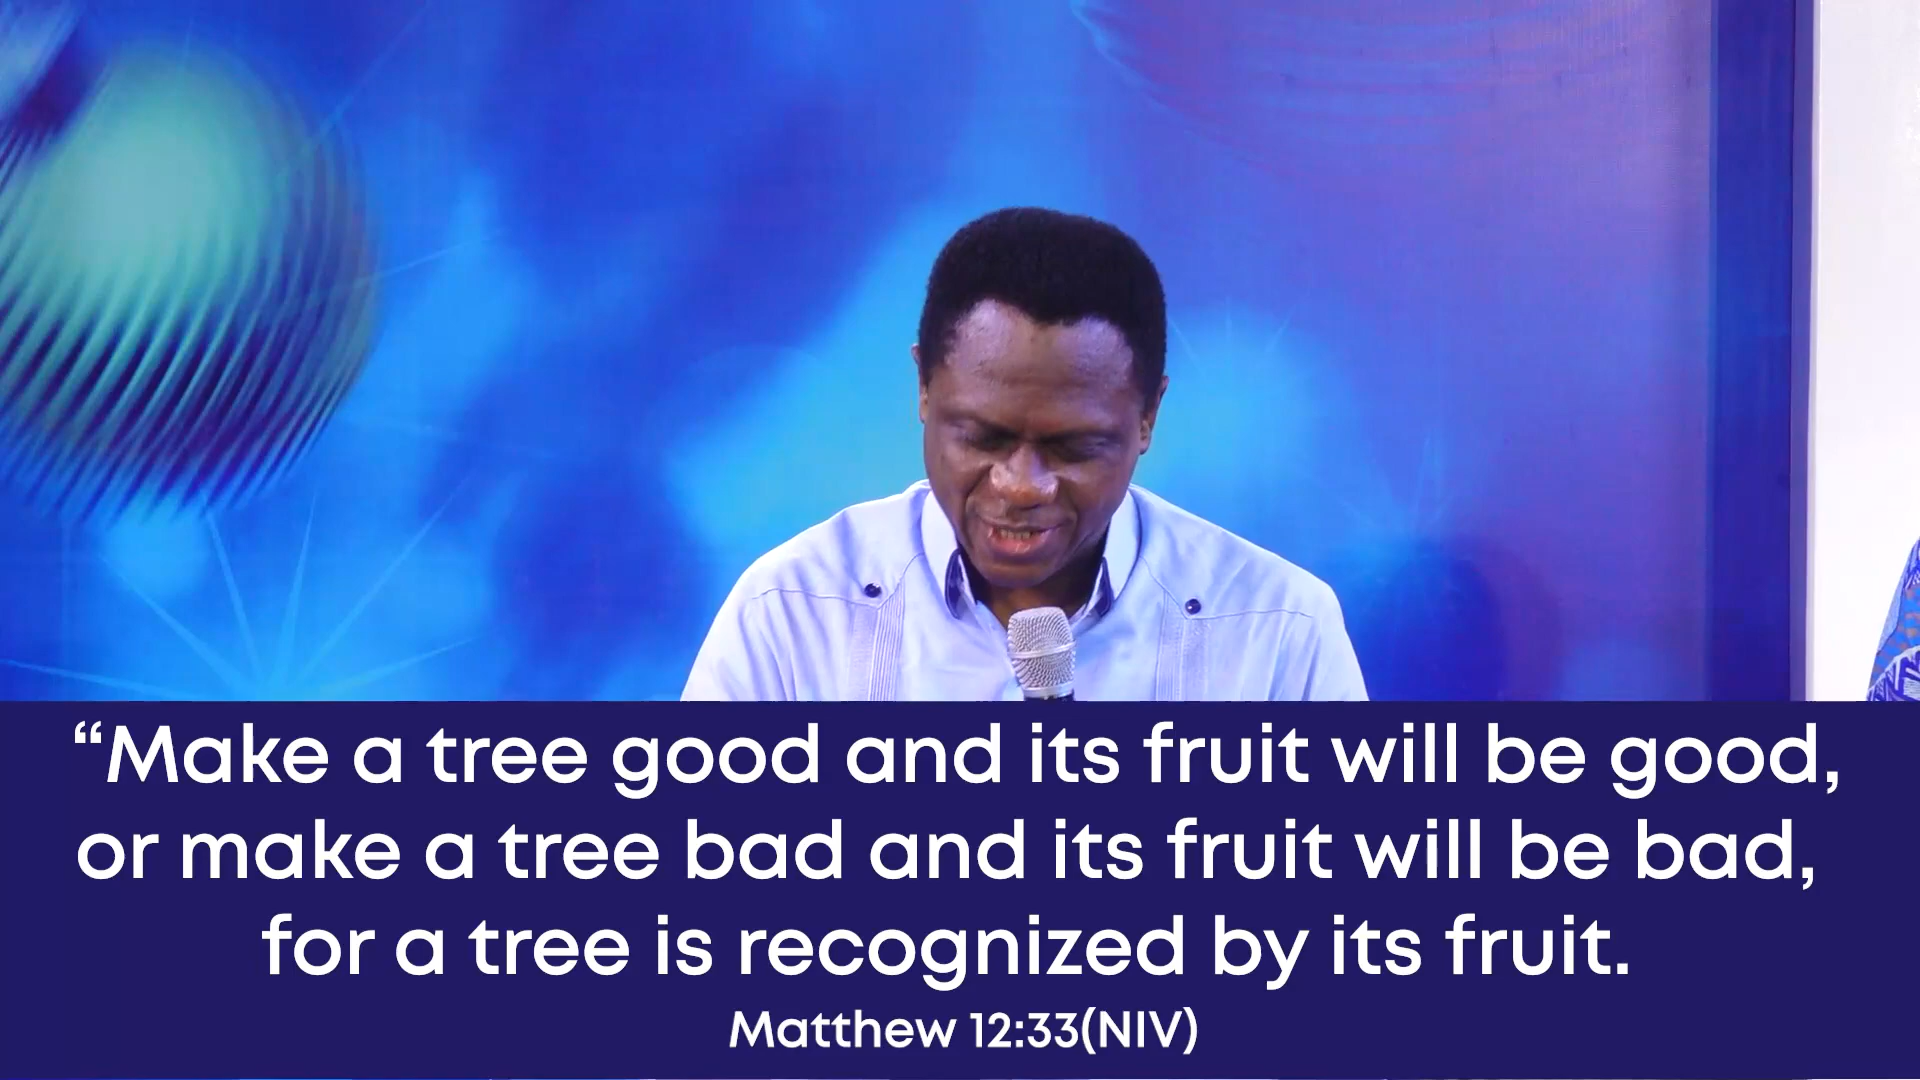 “Make a tree good and its fruit will be good,
or make a tree bad and its fruit will be bad,
for a tree is recognized by its fruit.
Matthew 12:33(NIV)